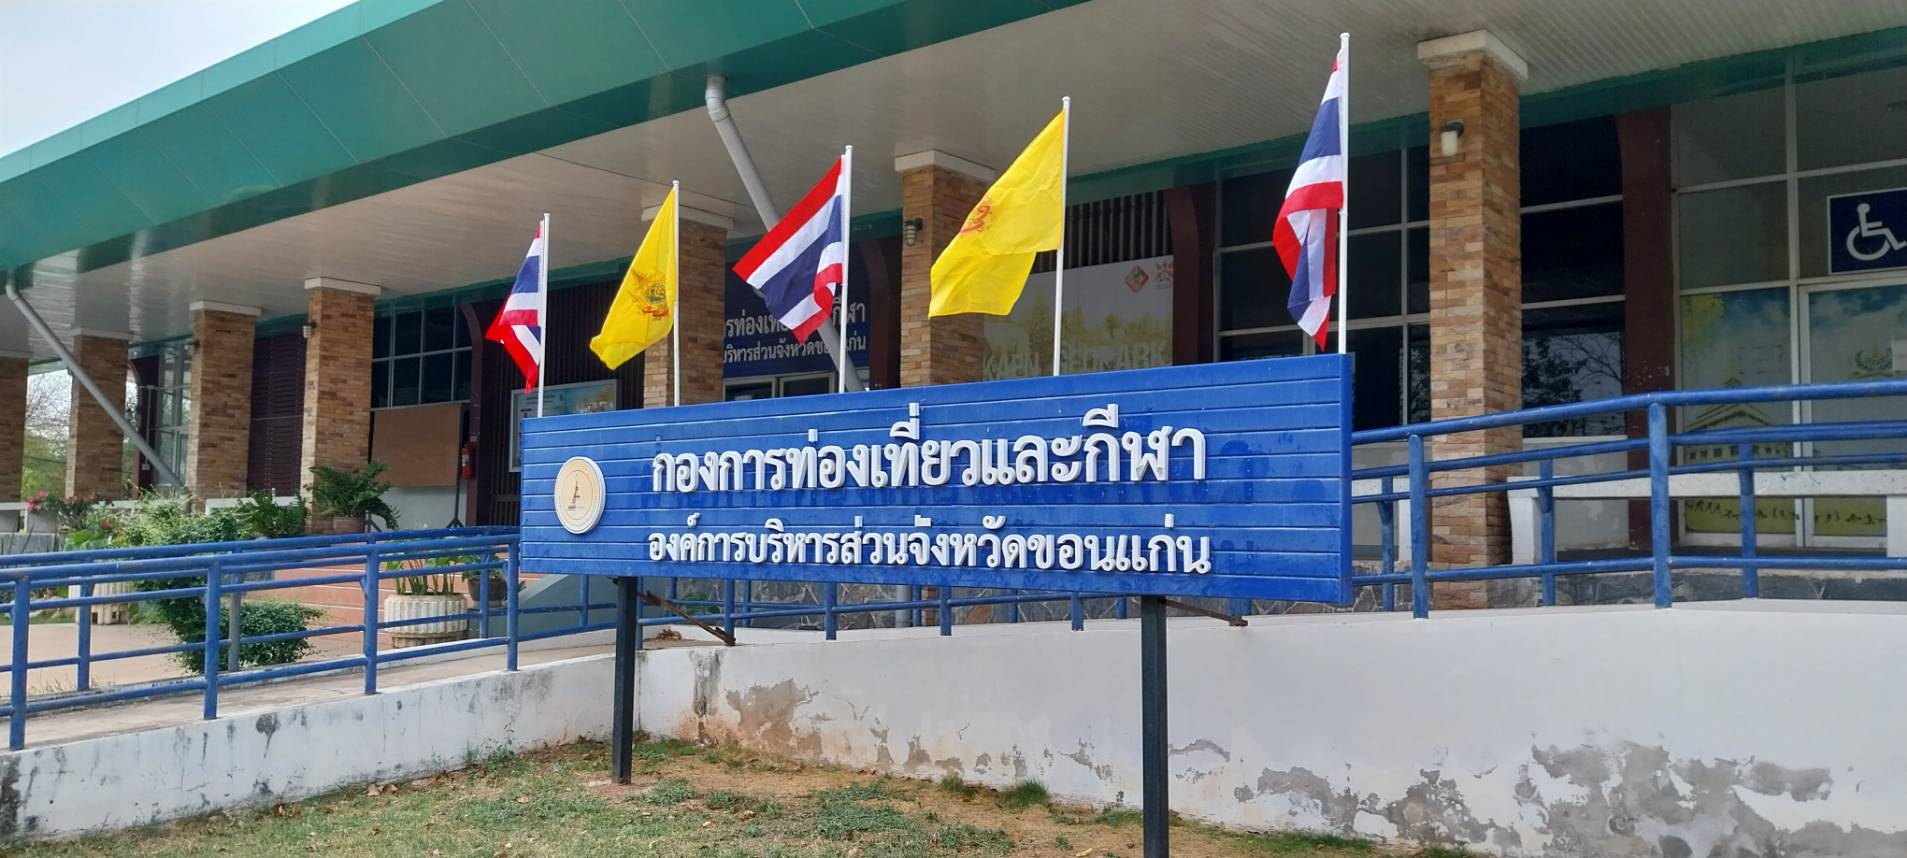 กองการท่องเที่ยวและกีฬา
องค์การบริหารส่วนจังหวัดขอนแก่น
GEOPARK